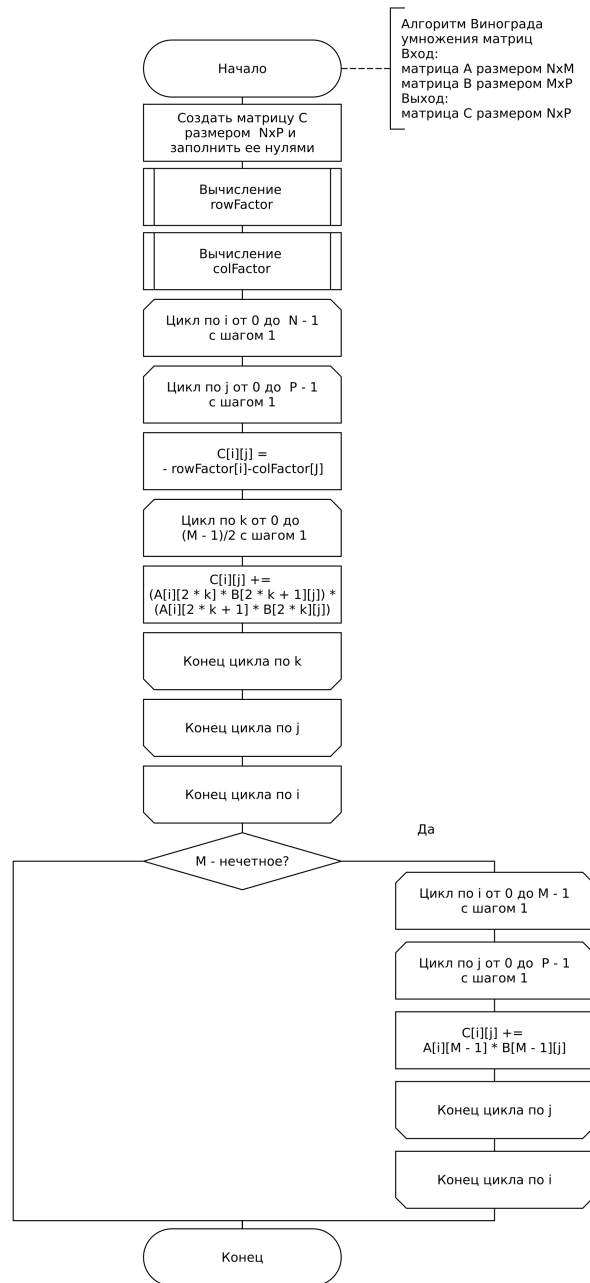 Алгоритм Винограда
умножения матриц
Вход:
матрица A размером NxM
матрица B размером MxP
Выход:
матрица C размером NxP
Начало
Создать матрицу C
размером NxP и
заполнить ее нулями
Вычисление
rowFactor
Вычисление
colFactor
Цикл по i от 0 до N - 1
с шагом 1
Цикл по j от 0 до P - 1
с шагом 1
C[i][j] =
- rowFactor[i]-colFactor[J]
Цикл по k от 0 до
(M - 1)/2 с шагом 1
C[i][j] +=
(A[i][2 * k] * B[2 * k + 1][j]) *
(A[i][2 * k + 1] * B[2 * k][j])
Конец цикла по k
Конец цикла по j
Конец цикла по i
Да
M - нечетное?
Цикл по i от 0 до M - 1
с шагом 1
Цикл по j от 0 до P - 1
с шагом 1
C[i][j] +=
A[i][M - 1] * B[M - 1][j]
Конец цикла по j
Конец цикла по i
Конец